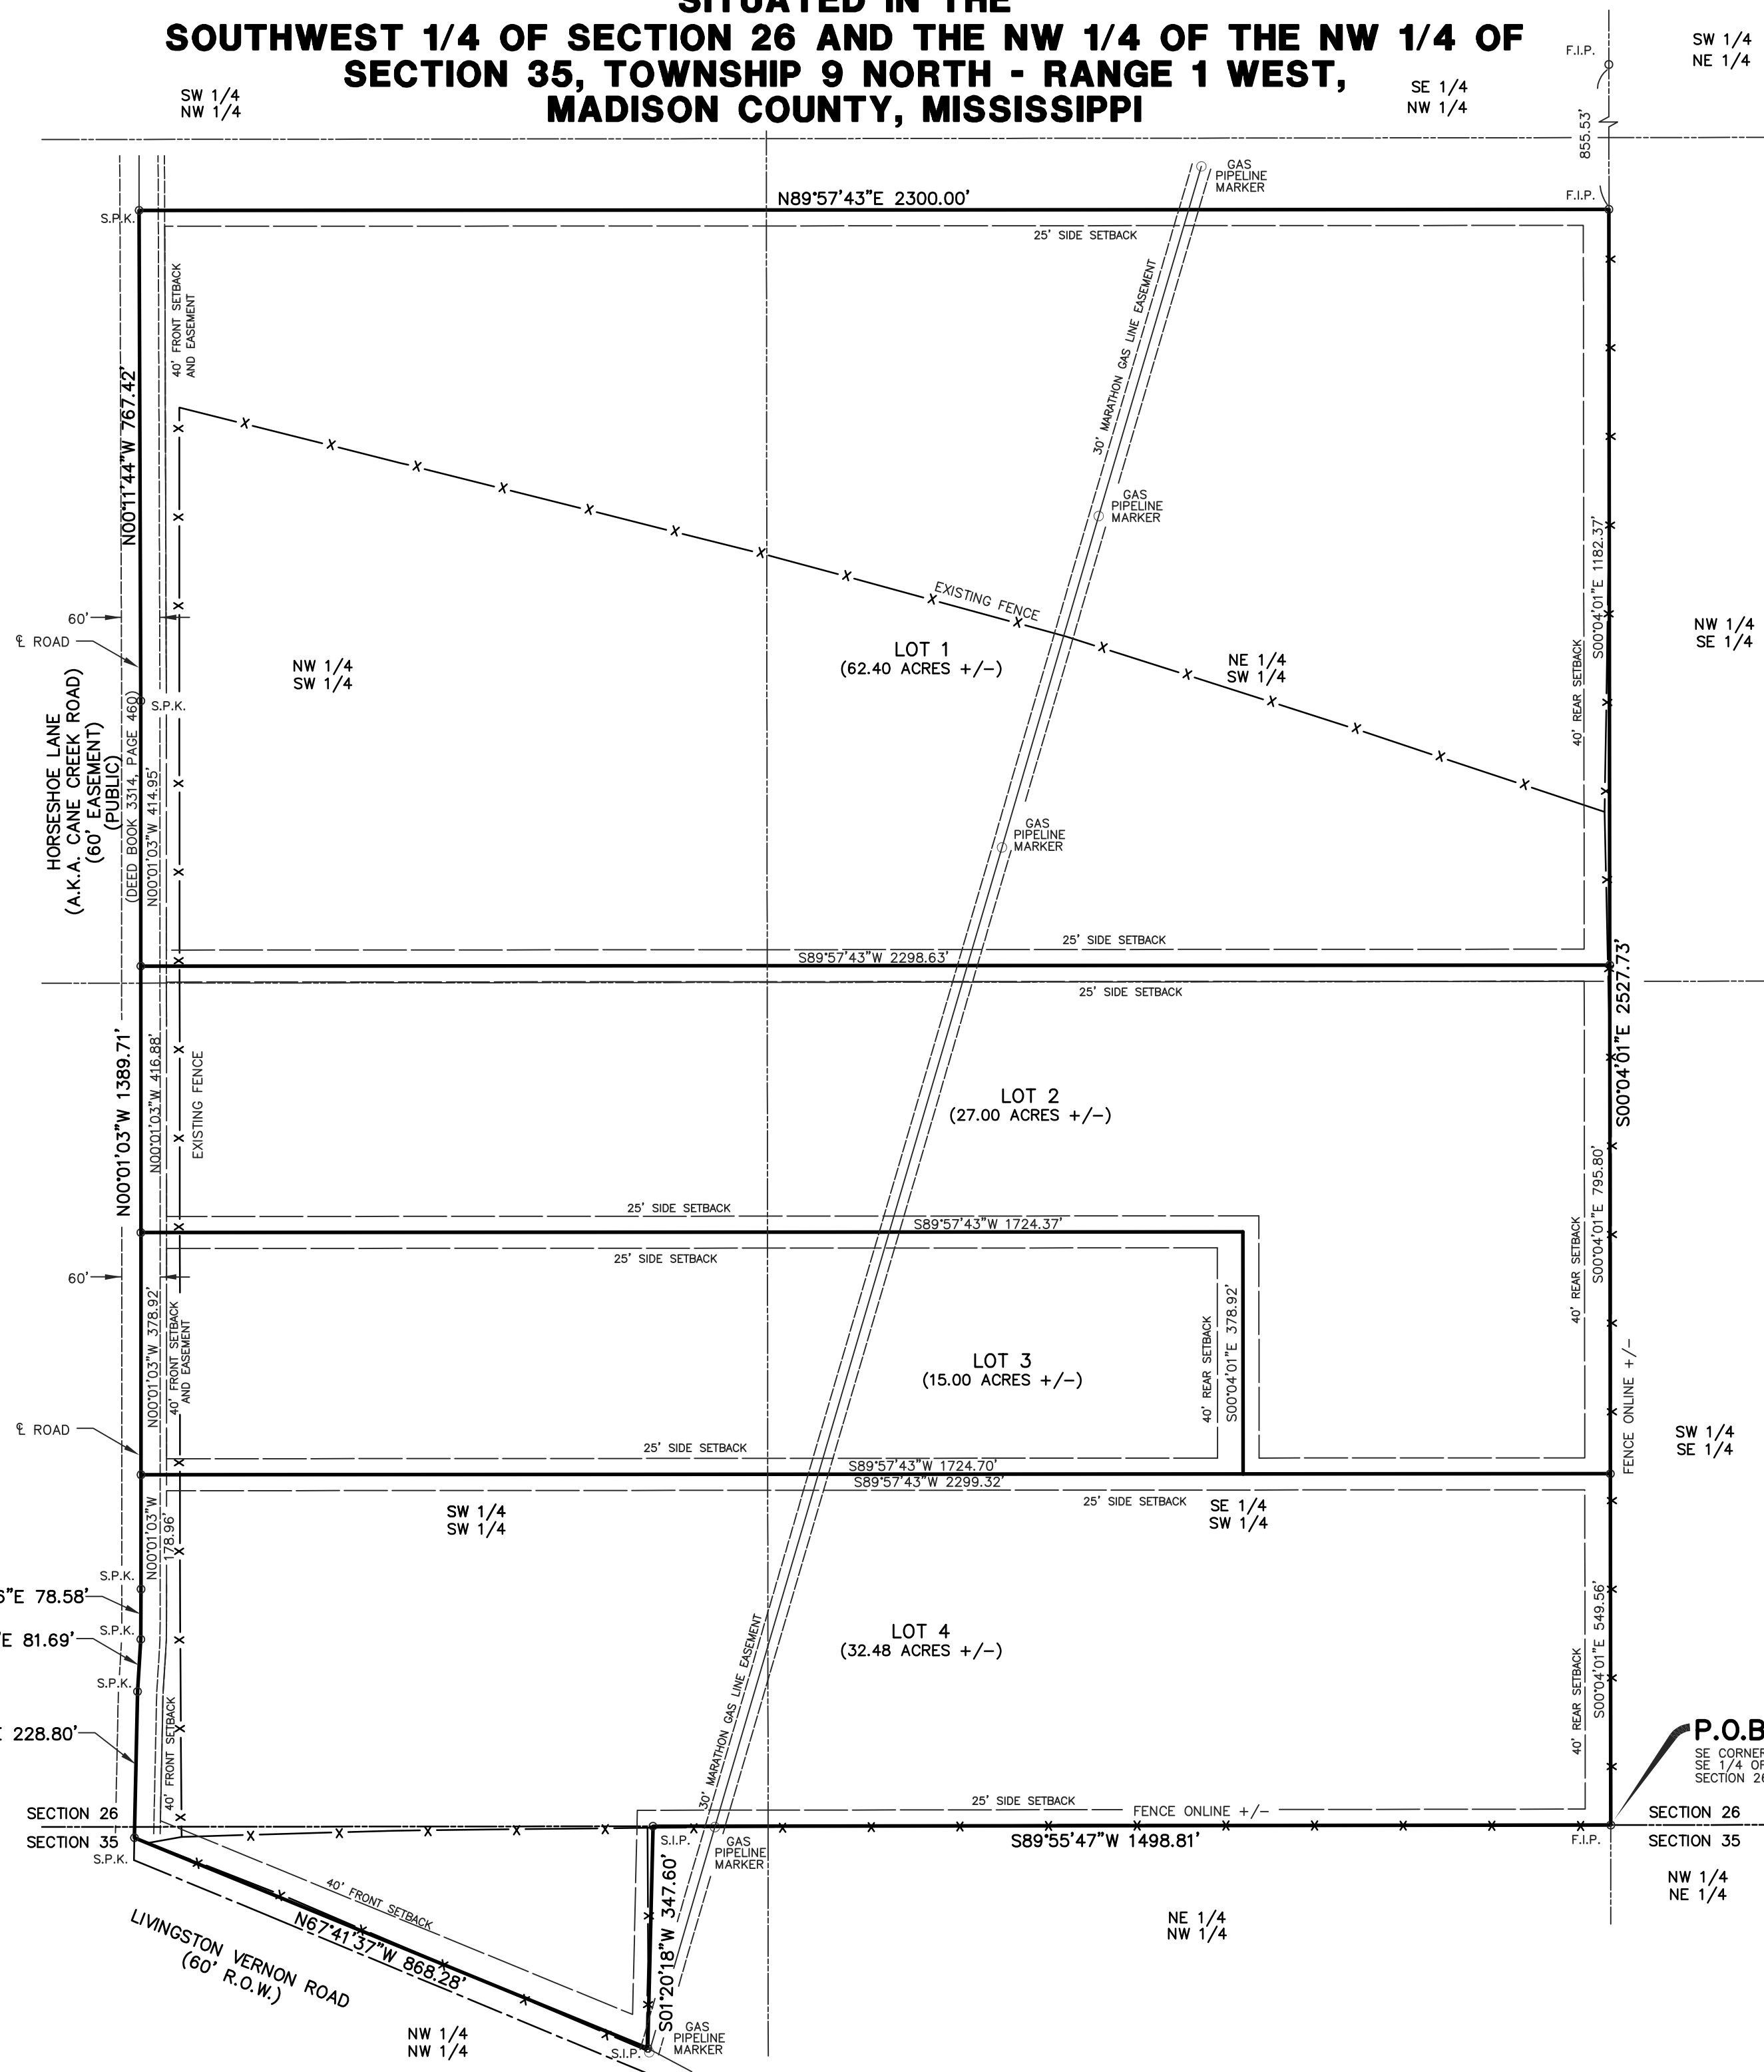 SITUATED IN THE
SOUTHWEST 1/4 OF SECTION 26 AND THE NW 1/4 OF THE NW 1/4 OF
SECTION 35, TOWNSHIP 9 NORTH - RANGE 1 WEST,
MADISON COUNTY, MISSISSIPPI
SW 1/4
NW 1/4
SE 1/4
NW 1/4
F.I.P.
SW 1/4
NE 1/4
855.53'
F.I.P.
S.P.K.
N89°57'43"E 2300.00'
GAS
PIPELINE
MARKER
25' SIDE SETBACK
40' FRONT SETBACK
AND EASEMENT
30' MARATHON GAS LINE EASEMENT
N00°11'44"W 767.42'
GAS
PIPELINE
MARKER
EXISTING FENCE
S00°04'01"E 1182.37'
40' REAR SETBACK
60'
℄ ROAD
LOT 1
(62.40 ACRES +/-)
NW 1/4
SW 1/4
NE 1/4
SW 1/4
NW 1/4
SE 1/4
S.P.K.
HORSESHOE LANE
(A.K.A. CANE CREEK ROAD)
(60' EASEMENT)
(PUBLIC)
(DEED BOOK 3314, PAGE 460)
N00°01'03"W 414.95'
GAS
PIPELINE
MARKER
25' SIDE SETBACK
S89°57'43"W 2298.63'
25' SIDE SETBACK
S00°04'01"E 2527.73'
N00°01'03"W 1389.71'
N00°01'03"W 416.88'
EXISTING FENCE
LOT 2
(27.00 ACRES +/-)
S00°04'01"E 795.80'
40' REAR SETBACK
25' SIDE SETBACK
S89°57'43"W 1724.37'
25' SIDE SETBACK
60'
N00°01'03"W 378.92'
40' FRONT SETBACK
AND EASEMENT
LOT 3
(15.00 ACRES +/-)
40' REAR SETBACK
S00°04'01"E 378.92'
FENCE ONLINE +/-
℄ ROAD
SW 1/4
SE 1/4
25' SIDE SETBACK
S89°57'43"W 1724.70'
S89°57'43"W 2299.32'
25' SIDE SETBACK
SW 1/4
SW 1/4
SE 1/4
SW 1/4
N00°01'03"W
178.96'
S.P.K.
6"E 78.58'
S.P.K.
E 81.69'
S.P.K.
E 228.80'
40' FRONT SETBACK
LOT 4
(32.48 ACRES +/-)
30' MARATHON GAS LINE EASEMENT
S00°04'01"E 549.56'
40' REAR SETBACK
P.O.B
SE CORNER
SE 1/4 OF
SECTION 26
25' SIDE SETBACK
FENCE ONLINE +/-
SECTION 26
SECTION 35
S.P.K.
S.I.P.
GAS
PIPELINE
MARKER
S89°55'47"W 1498.81'
F.I.P.
SECTION 26
SECTION 35
NW 1/4
NE 1/4
40' FRONT SETBACK
N67°41'37"W 868.28'
LIVINGSTON VERNON ROAD
(60' R.O.W.)
S01°20'18"W 347.60'
NE 1/4
NW 1/4
NW 1/4
NW 1/4
S.I.P.
GAS
PIPELINE
MARKER